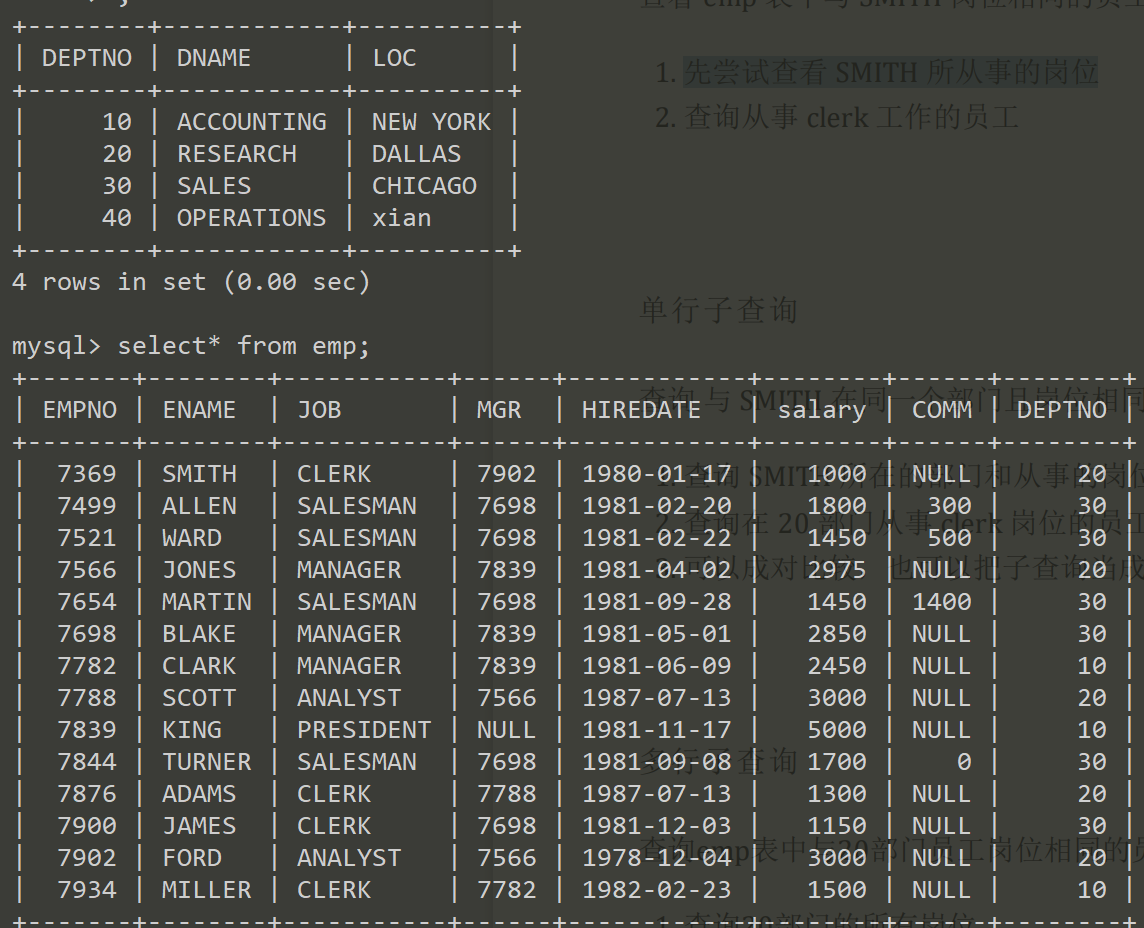 查看 emp 表中与 SMITH 岗位相同的员工
+--------+------------+----------+
| DEPTNO | DNAME      | LOC      |
+--------+------------+----------+
|     10 | ACCOUNTING | NEW YORK |
|     20 | RESEARCH   | DALLAS   |
|     30 | SALES      | CHICAGO  |
|     40 | OPERATIONS | xian     |
+--------+------------+----------+
4 rows in set (0.00 sec)
1. 先尝试查看 SMITH 所从事的岗位
2. 查询从事 clerk 工作的员工
单行子查询
mysql> select* from emp;
+-------+--------+-----------+------+------------+--------+------+--------+
| EMPNO | ENAME  | JOB       | MGR  | HIREDATE   | salary | COMM | DEPTNO |
+-------+--------+-----------+------+------------+--------+------+--------+
|  7369 | SMITH  | CLERK     | 7902 | 1980-01-17 |   1000 | NULL |     20 |
|  7499 | ALLEN  | SALESMAN  | 7698 | 1981-02-20 |   1800 |  300 |     30 |
|  7521 | WARD   | SALESMAN  | 7698 | 1981-02-22 |   1450 |  500 |     30 |
|  7566 | JONES  | MANAGER   | 7839 | 1981-04-02 |   2975 | NULL |     20 |
|  7654 | MARTIN | SALESMAN  | 7698 | 1981-09-28 |   1450 | 1400 |     30 |
|  7698 | BLAKE  | MANAGER   | 7839 | 1981-05-01 |   2850 | NULL |     30 |
|  7782 | CLARK  | MANAGER   | 7839 | 1981-06-09 |   2450 | NULL |     10 |
|  7788 | SCOTT  | ANALYST   | 7566 | 1987-07-13 |   3000 | NULL |     20 |
|  7839 | KING   | PRESIDENT | NULL | 1981-11-17 |   5000 | NULL |     10 |
|  7844 | TURNER | SALESMAN  | 7698 | 1981-09-08 |   1700 |    0 |     30 |
|  7876 | ADAMS  | CLERK     | 7788 | 1987-07-13 |   1300 | NULL |     20 |
|  7900 | JAMES  | CLERK     | 7698 | 1981-12-03 |   1150 | NULL |     30 |
|  7902 | FORD   | ANALYST   | 7566 | 1978-12-04 |   3000 | NULL |     20 |
|  7934 | MILLER | CLERK     | 7782 | 1982-02-23 |   1500 | NULL |     10 |
+-------+--------+-----------+------+------------+--------+------+--------+
查询 与 SMITH 在同一个部门且岗位相同
1. 查询 SMITH 所在的部门和从事的岗位
2. 查询在 20 部门从事 clerk 岗位的员工
3. 可以成对比较，也可以把子查询当成
多行子查询
查询emp表中与30部门员工岗位相同的员
1. 查询30部门的所有岗位